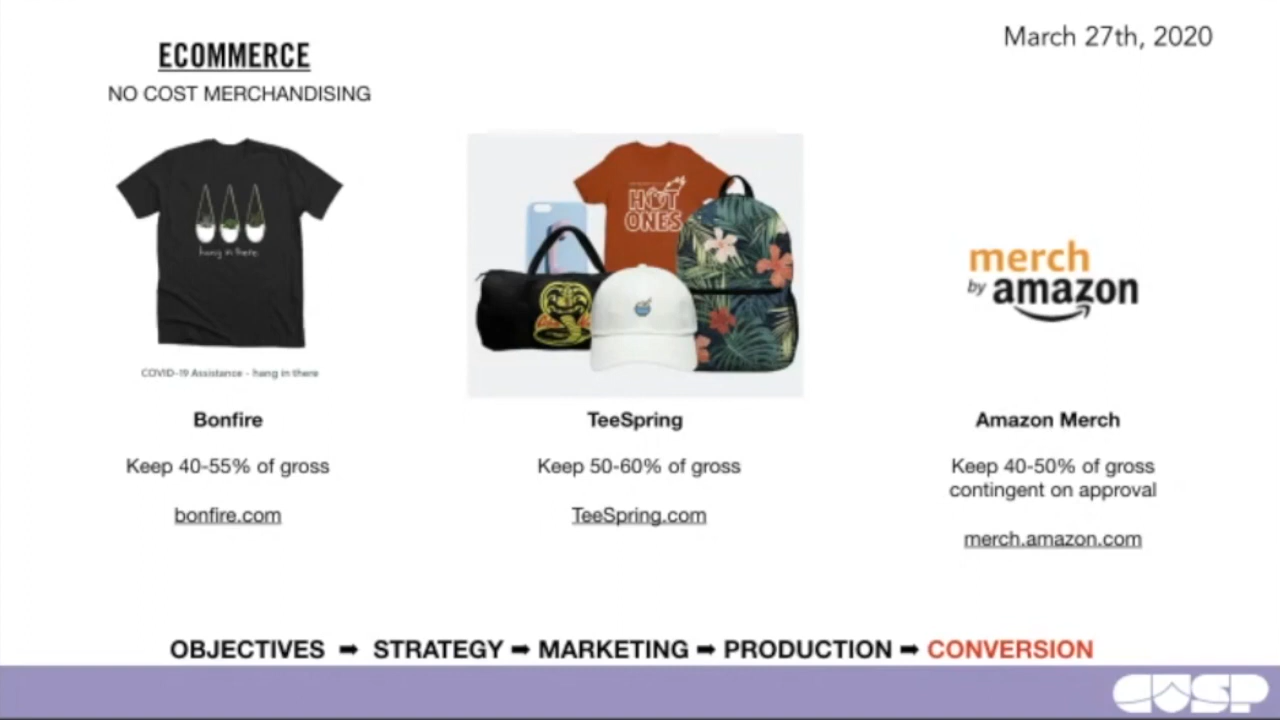 March 27th, 2020
ECOMMERCE
NO COST MERCHANDISING
hang in there
HOT
ONES
merch
by amazon
COVID-19 Assistance - hang in there
Bonfire
TeeSpring
Amazon Merch
Keep 40-55% of gross
Keep 50-60% of gross
Keep 40-50% of gross
contingent on approval
bonfire.com
TeeSpring.com
merch.amazon.com
OBJECTIVES ➡ STRATEGY ➡ MARKETING ➡ PRODUCTION ➡ CONVERSION
CUSP